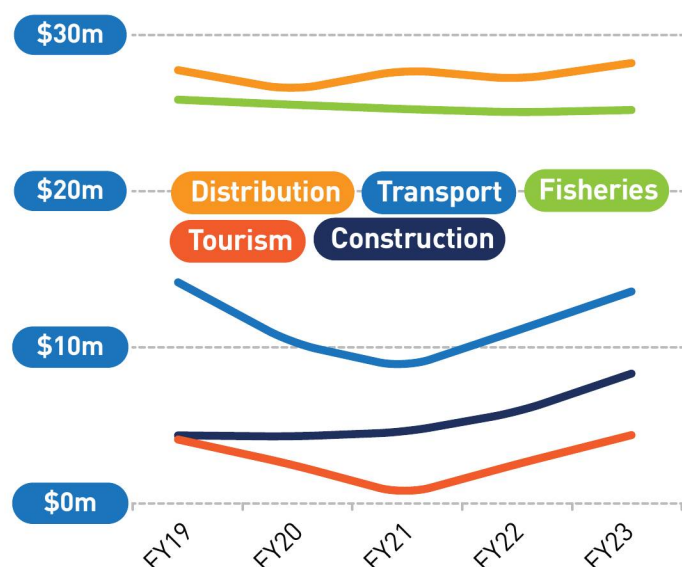 $30m
$20m
Distribution Transport Fisheries
Tourism Construction
$10m
$0m
FY19 FY20 FY21 FY22 FY23